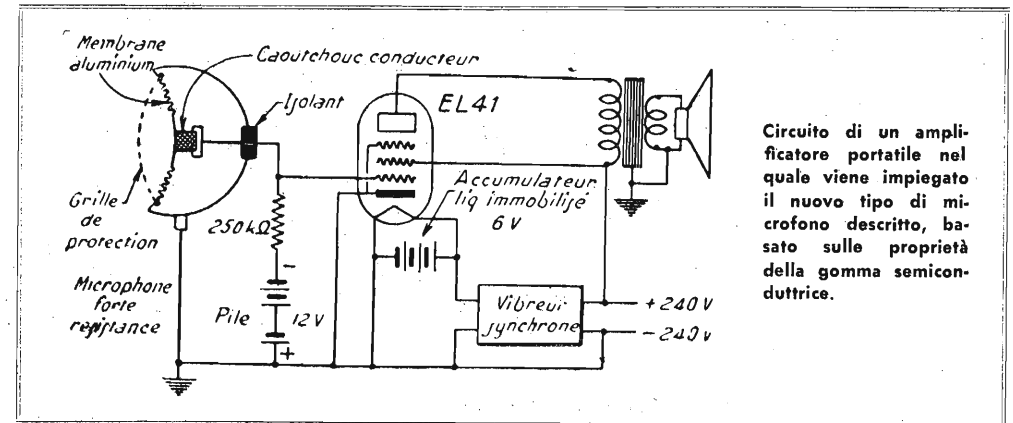 Membrane
aluminium
Caoutchouc conducteur
Isolant
EL41
Grille
de
protection
250 kΩ
Accumulateur
liq immobilisé
6 V
Microphone
forte
resistance
Pile
-
12 V
+
Vibreur
synchrone
+ 240 V
- 240 V
Circuito di un ampli-
ficatore portatile nel
quale viene impiegato
il nuovo tipo di mi-
crofono descritto, ba-
sato sulle proprietà
della gomma semicon-
duttrice.